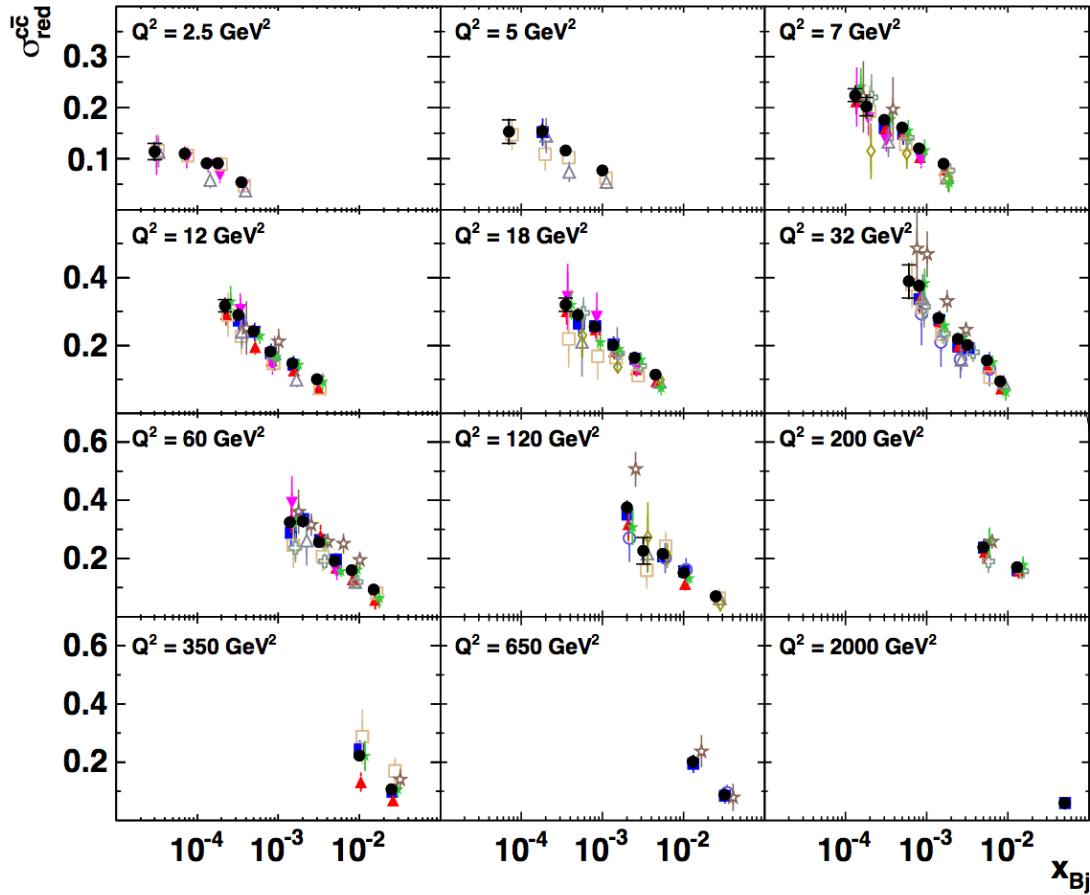 σ_red^cc̄
Q² = 2.5 GeV²
Q² = 5 GeV²
Q² = 7 GeV²
0.3
0.2
0.1
Q² = 12 GeV²
Q² = 18 GeV²
Q² = 32 GeV²
0.4
0.2
Q² = 60 GeV²
Q² = 120 GeV²
Q² = 200 GeV²
0.6
0.4
0.2
Q² = 350 GeV²
Q² = 650 GeV²
Q² = 2000 GeV²
0.6
0.4
0.2
10⁻⁴ 10⁻³ 10⁻² 10⁻⁴ 10⁻³ 10⁻² 10⁻⁴ 10⁻³ 10⁻²
x_Bj